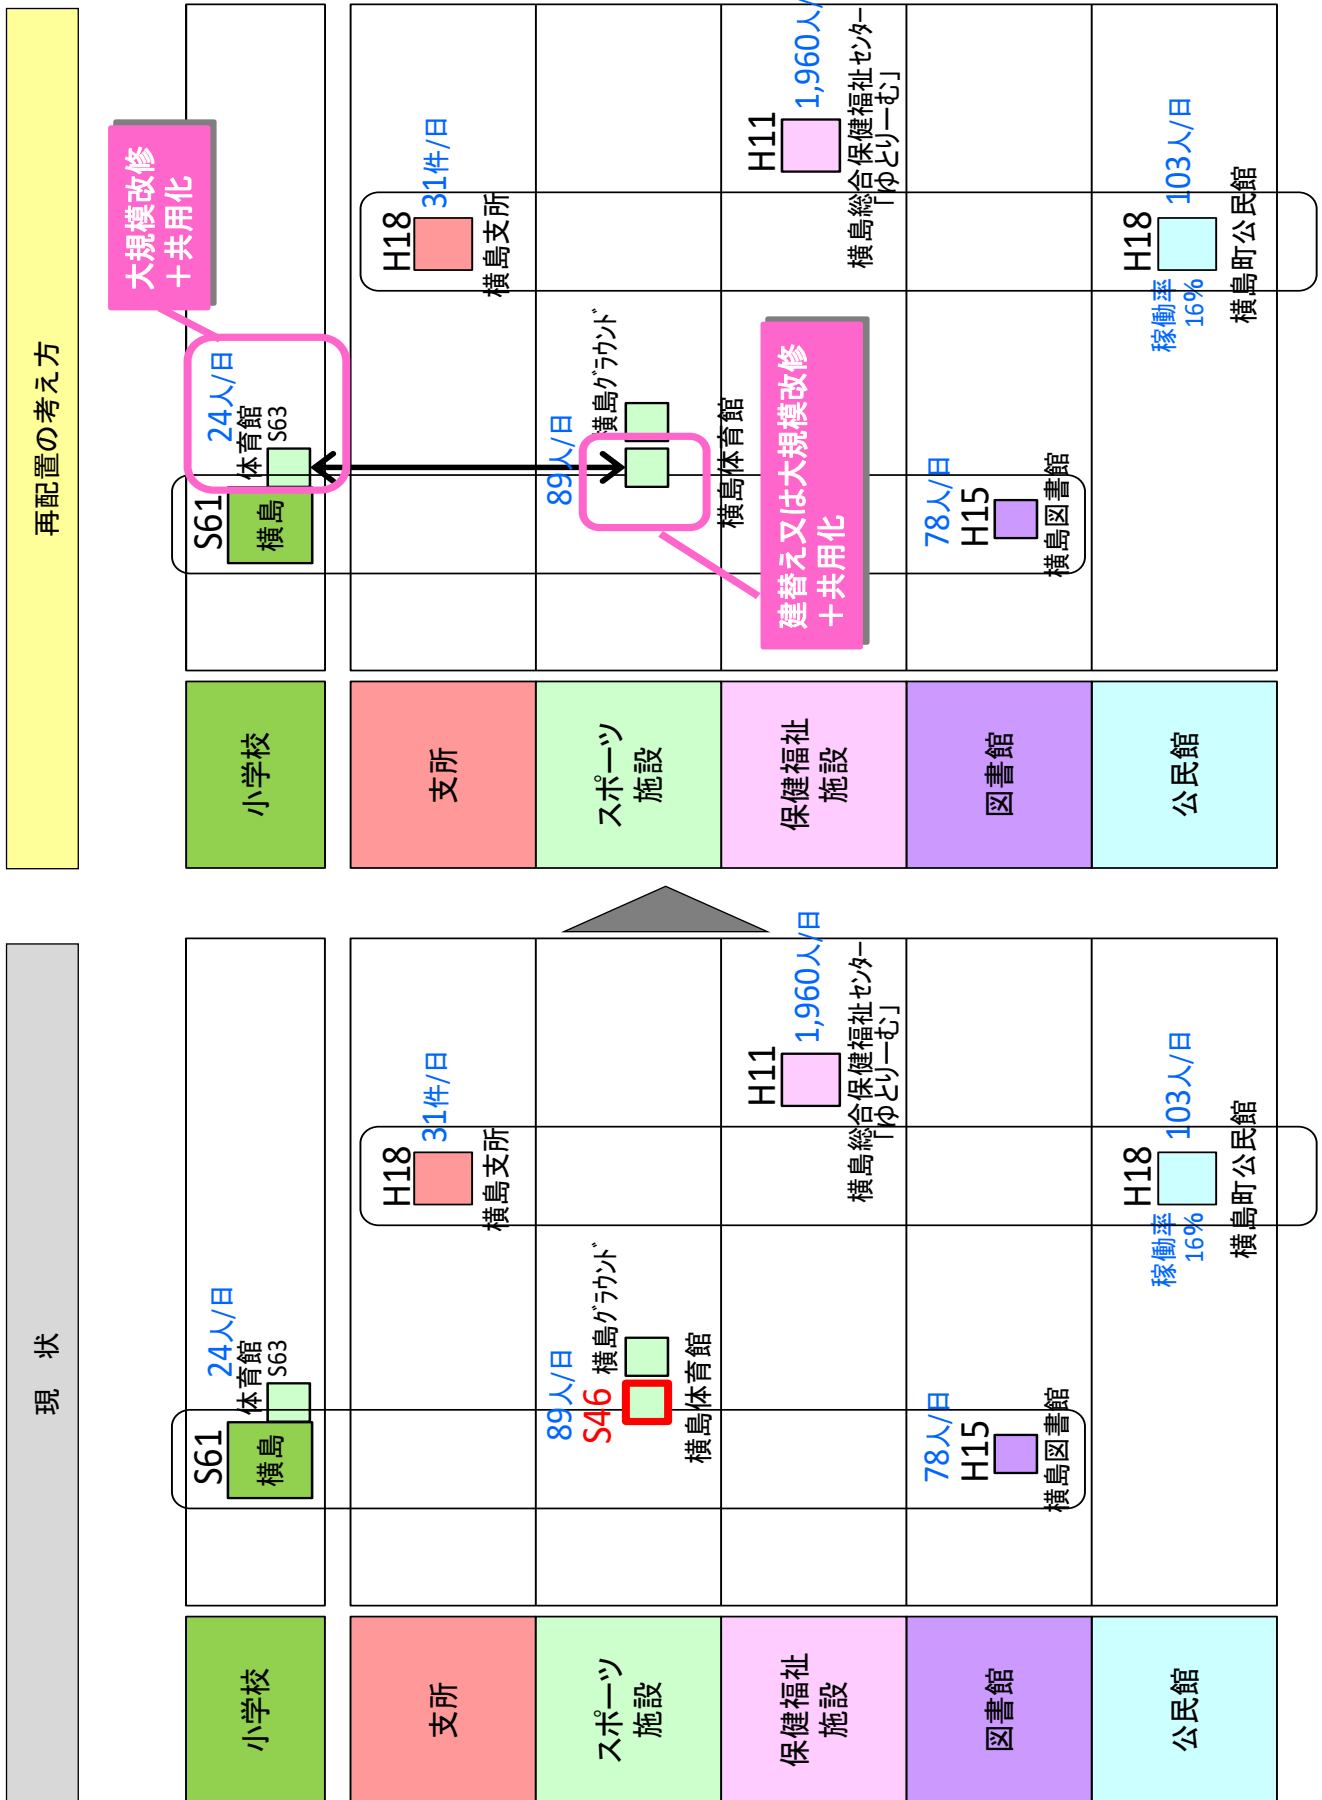 現　状
小学校
S61
横島
24人/日
体育館
S63
支所
H18
31件/日
横島支所
スポーツ
施設
89人/日
S46
横島グラウンド
横島体育館
保健福祉
施設
H11
1,960人/日
横島総合保健福祉センター
「ゆとりーむ」
図書館
78人/日
H15
横島図書館
公民館
H18
103人/日
稼働率
16%
横島町公民館
再配置の考え方
小学校
S61
横島
24人/日
体育館
S63
大規模改修
＋共用化
支所
H18
31件/日
横島支所
スポーツ
施設
89人/日
横島グラウンド
横島体育館
建替え又は大規模改修
＋共用化
保健福祉
施設
H11
1,960人/
横島総合保健福祉センター
「ゆとりーむ」
図書館
78人/日
H15
横島図書館
公民館
H18
103人/日
稼働率
16%
横島町公民館